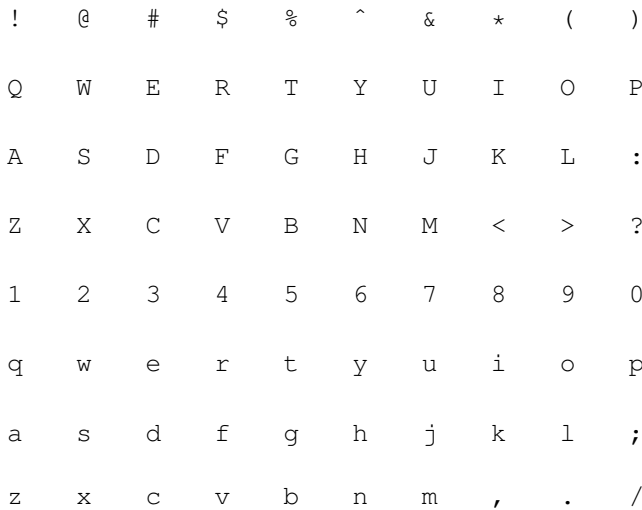 ! @ # $ % ^ & * ( )
Q W E R T Y U I O P
A S D F G H J K L :
Z X C V B N M < > ?
1 2 3 4 5 6 7 8 9 0
q w e r t y u i o p
a s d f g h j k l ;
z x c v b n m , . /